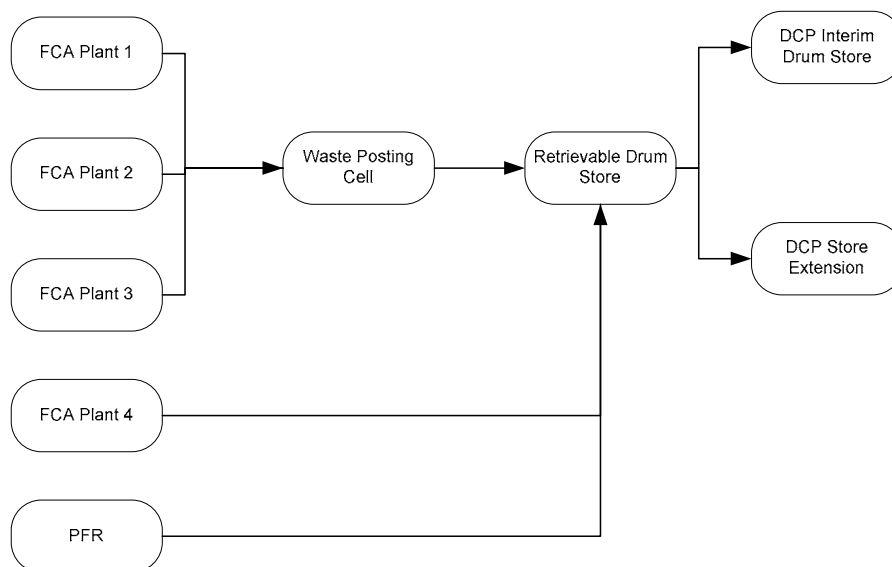 FCA Plant 1
FCA Plant 2
FCA Plant 3
FCA Plant 4
PFR
Waste Posting
Cell
Retrievable Drum
Store
DCP Interim
Drum Store
DCP Store
Extension